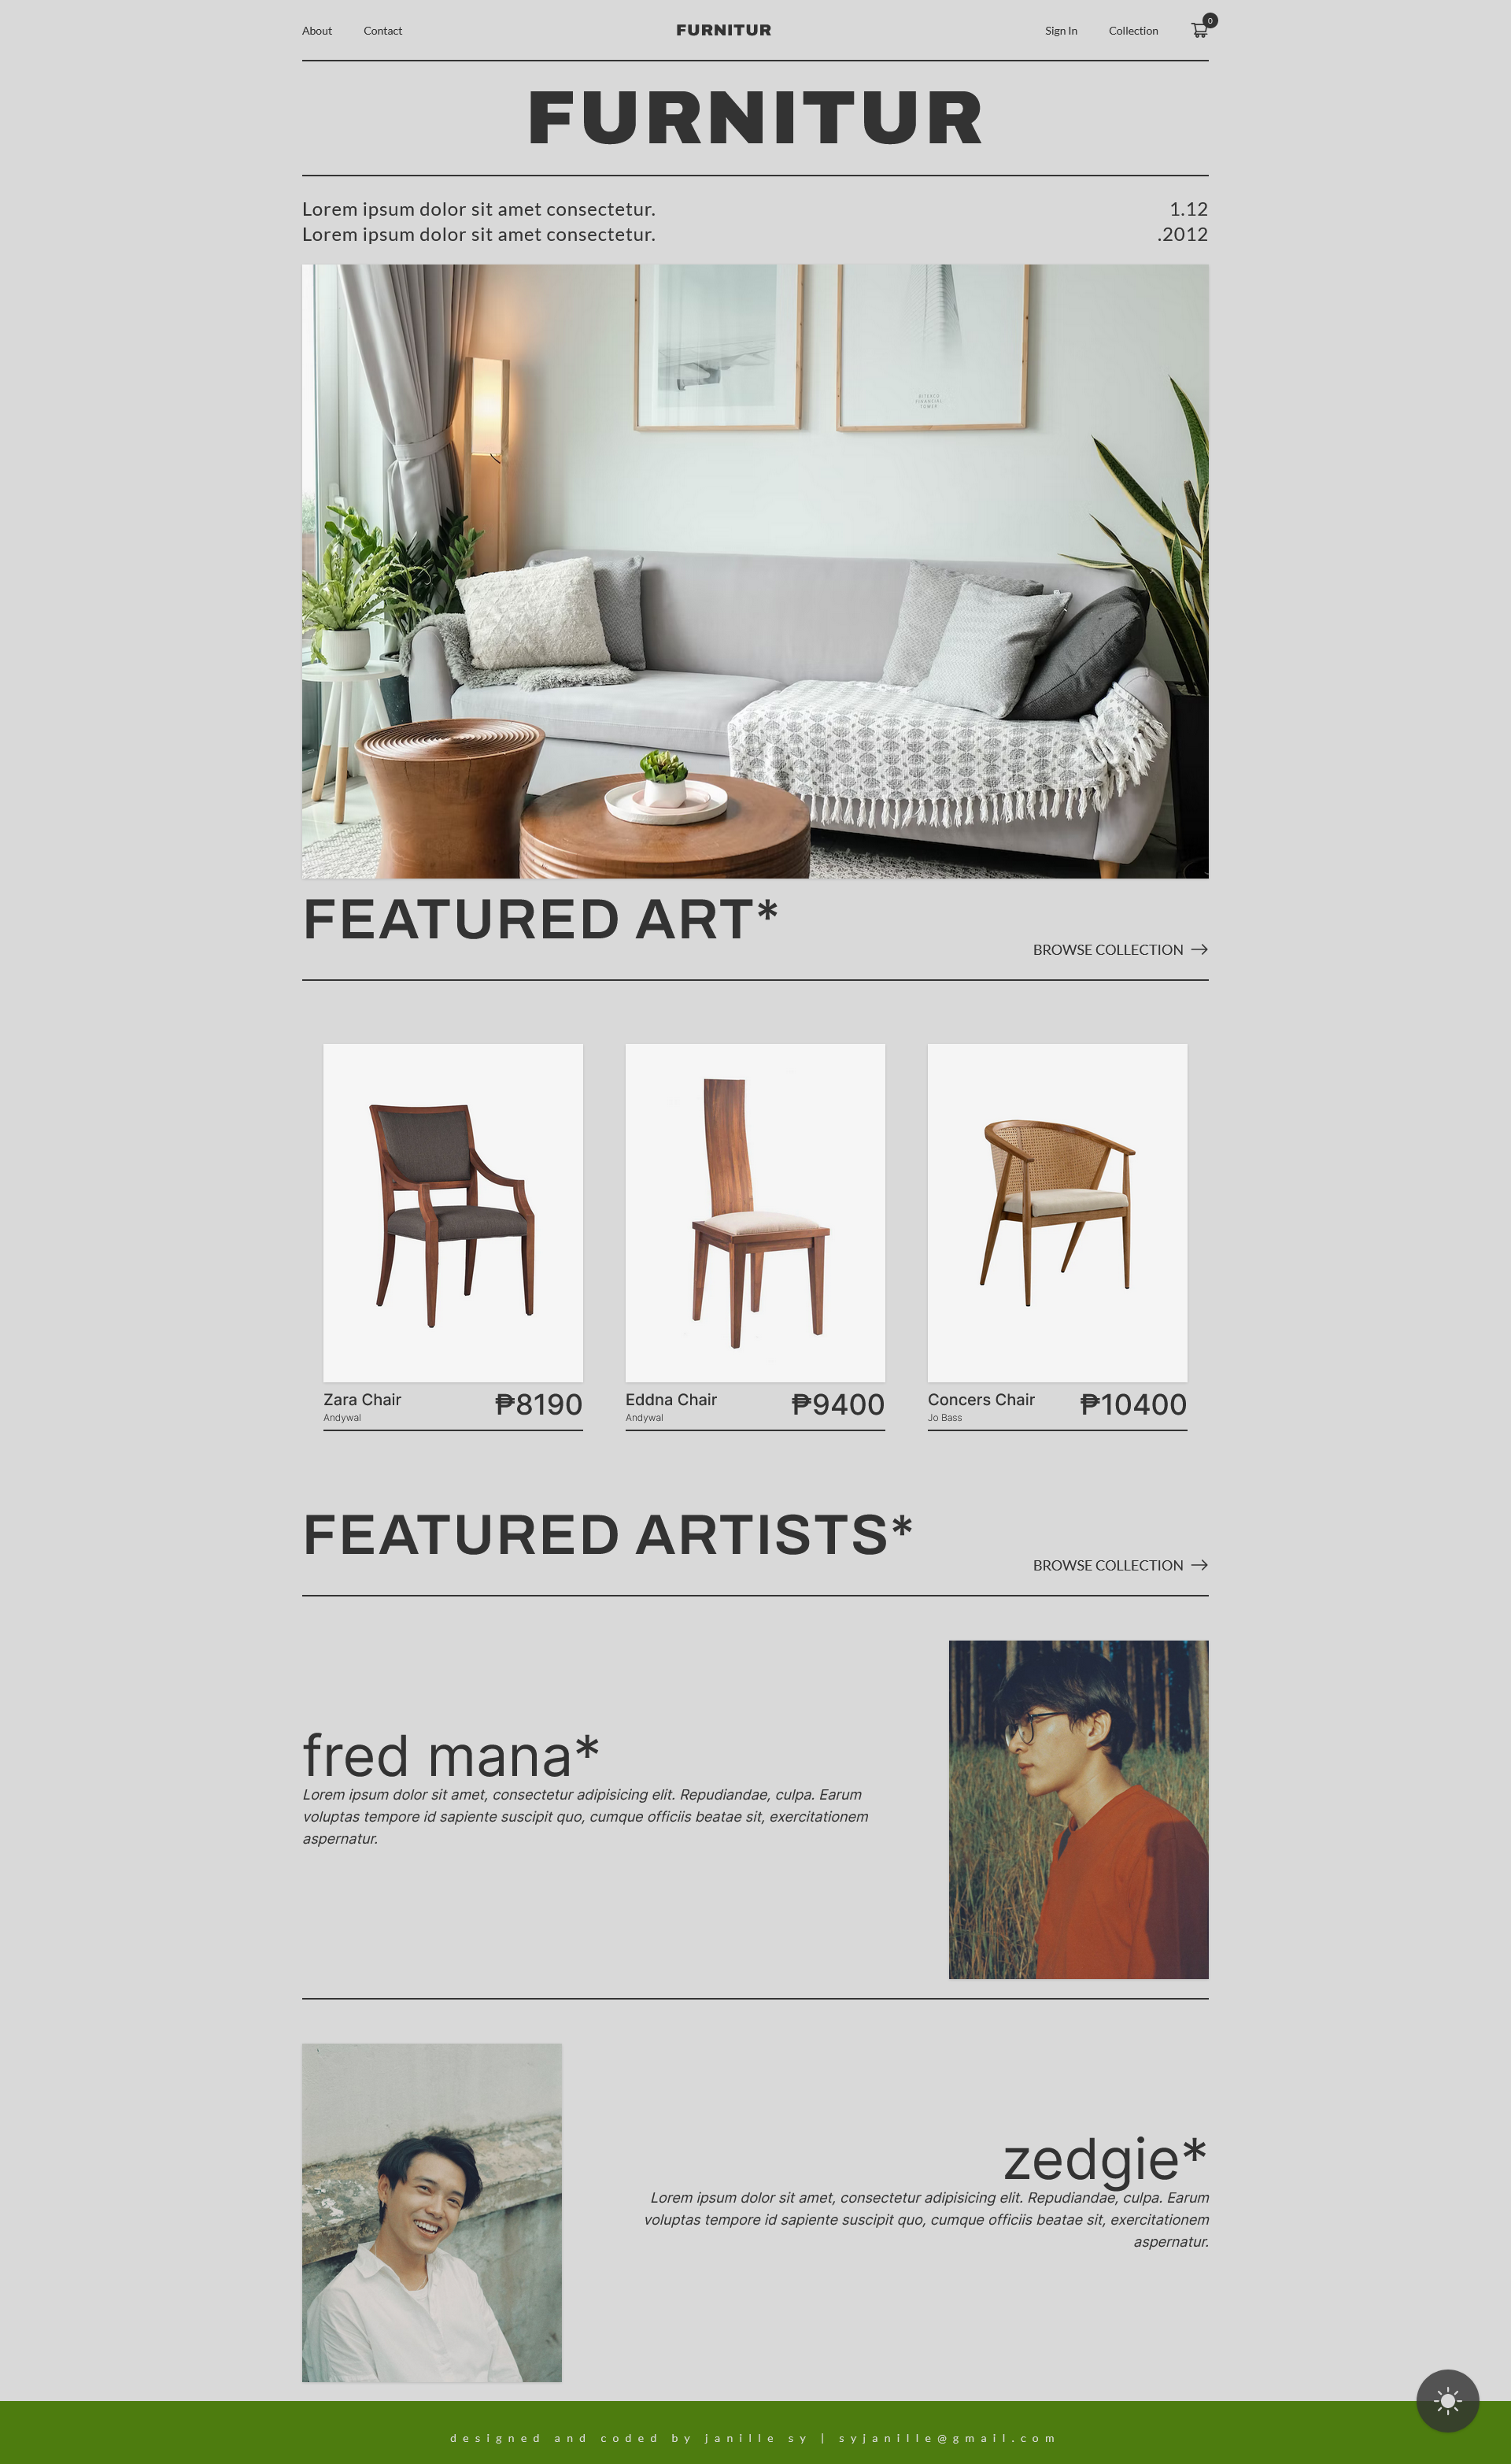 About Contact FURNITUR Sign In Collection 0
FURNITUR
Lorem ipsum dolor sit amet consectetur. 1.12
Lorem ipsum dolor sit amet consectetur. .2012
FEATURED ART*
BROWSE COLLECTION
Zara Chair ₱8190
Andywal
Eddna Chair ₱9400
Andywal
Concers Chair ₱10400
Jo Bass
FEATURED ARTISTS*
BROWSE COLLECTION
fred mana*
Lorem ipsum dolor sit amet, consectetur adipisicing elit. Repudiandae, culpa. Earum
voluptas tempore id sapiente suscipit quo, cumque officiis beatae sit, exercitationem
aspernatur.
zedgie*
Lorem ipsum dolor sit amet, consectetur adipisicing elit. Repudiandae, culpa. Earum
voluptas tempore id sapiente suscipit quo, cumque officiis beatae sit, exercitationem
aspernatur.
designed and coded by janille sy | syjanille@gmail.com